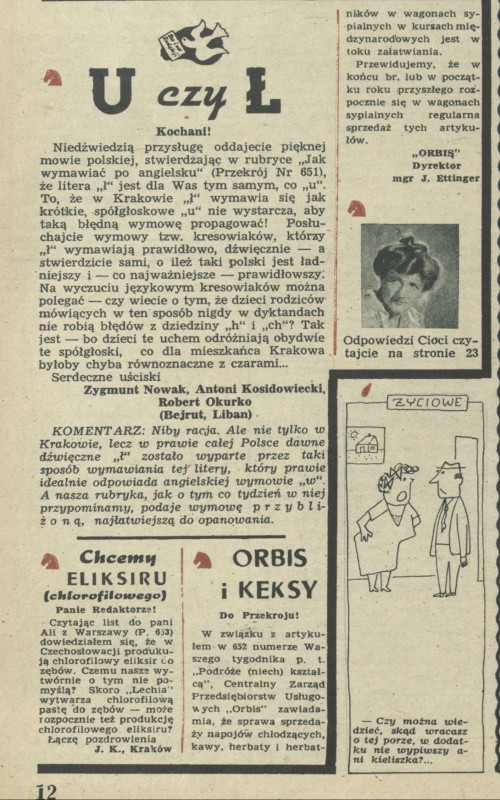 U czy Ł
Kochani!
Niedźwiedzią przysługę oddajecie pięknej
mowie polskiej, stwierdzając w rubryce „Jak
wymawiać po angielsku" (Przekrój Nr 651),
że litera „ł" jest dla Was tym samym, co „u".
To, że w Krakowie „ł" wymawia się jak
krótkie, spółgłoskowe „u" nie wystarcza, aby
taką błędną wymowę propagować! Posłu-
chajcie wymowy tzw. kresowiaków, którzy
„ł" wymawiają prawidłowo, dźwięcznie — a
stwierdzicie sami, o ileż taki polski jest ład-
niejszy i — co najważniejsze — prawidłowszy.
Na wyczuciu językowym kresowiaków można
polegać — czy wiecie o tym, że dzieci rodziców
mówiących w ten sposób nigdy w dyktandach
nie robią błędów z dziedziny „h" i „ch"? Tak
jest — bo dzieci te uchem odróżniają obydwie
te spółgłoski, co dla mieszkańca Krakowa
byłoby chyba równoznaczne z czarami...
Serdeczne uściski
Zygmunt Nowak, Antoni Kosidowiecki,
Robert Okurko
(Bejrut, Liban)
KOMENTARZ: Niby racja. Ale nie tylko w
Krakowie, lecz w prawie całej Polsce dawne
dźwięczne „ł" zostało wyparte przez taki
sposób wymawiania tej litery, który prawie
idealnie odpowiada angielskiej wymowie „w".
A nasza rubryka, jak o tym co tydzień w niej
przypominamy, podaje wymowę przybli-
żoną, najłatwiejszą do opanowania.
Chcemy
ELIKSIRU
(chlorofilowego)
Panie Redaktorze!
Czytając list do pani
Ali z Warszawy (P. 653)
dowiedziałem się, że w
Czechosłowacji produku-
ją chlorofilowy eliksir do
zębów. Czemu nasze wy-
twórnie o tym nie po-
myślą? Skoro „Lechia"
wytwarza chlorofilową
pastę do zębów — może
rozpocznie też produkcję
chlorofilowego eliksiru?
Łączę pozdrowienia
J. K., Kraków
ORBIS
i KEKSY
Do Przekroju!
W związku z artyku-
łem w 652 numerze Wa-
szego tygodnika p. t.
„Podróże (niech) kształ-
cą", Centralny Zarząd
Przedsiębiorstw Usługo-
wych „Orbis" zawiada-
mia, że sprawa sprzeda-
ży napojów chłodzących,
kawy, herbaty i herbat-
ników w wagonach sy-
pialnych w kursach mię-
dzynarodowych jest w
toku załatwiania.
Przewidujemy, że w
końcu br. lub w począt-
ku roku przyszłego roz-
pocznie się w wagonach
sypialnych regularna
sprzedaż tych artyku-
łów.
„ORBIS"
Dyrektor
mgr J. Ettinger
Odpowiedzi Cioci czy-
tajcie na stronie 23
ŻYCIOWE
— Czy można wie-
dzieć, skąd wracasz
o tej porze, w dodat-
ku nie wypiwszy a-
ni kieliszka?...
12